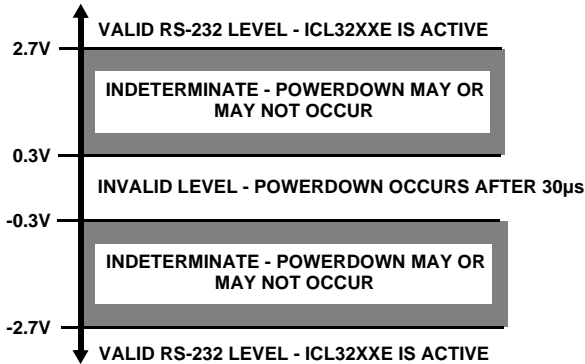 VALID RS-232 LEVEL - ICL32XXE IS ACTIVE
2.7V
INDETERMINATE - POWERDOWN MAY OR
MAY NOT OCCUR
0.3V
INVALID LEVEL - POWERDOWN OCCURS AFTER 30µs
-0.3V
INDETERMINATE - POWERDOWN MAY OR
MAY NOT OCCUR
-2.7V
VALID RS-232 LEVEL - ICL32XXE IS ACTIVE